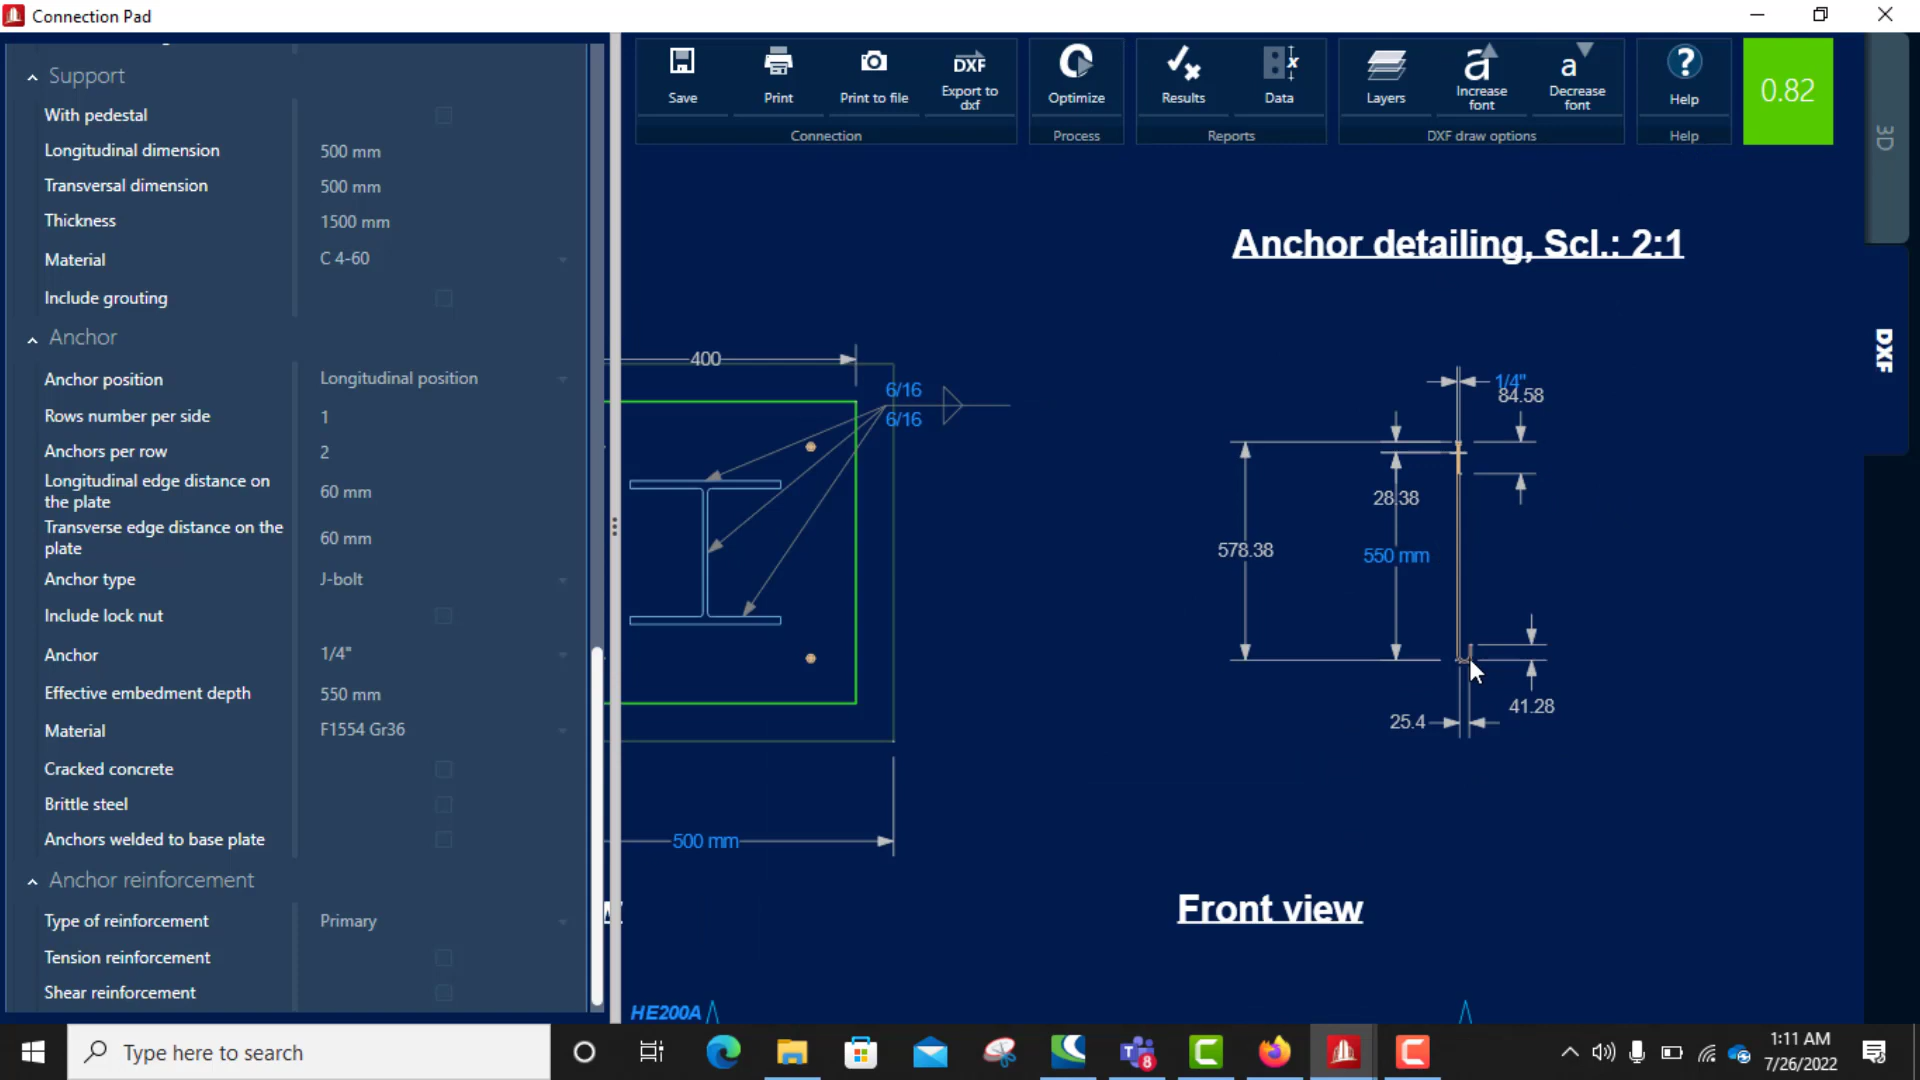 Connection Pad
Support
With pedestal
Longitudinal dimension 500 mm
Transversal dimension 500 mm
Thickness 1500 mm
Material C 4-60
Include grouting
Anchor
Anchor position Longitudinal position
Rows number per side 1
Anchors per row 2
Longitudinal edge distance on
the plate 60 mm
Transverse edge distance on the
plate 60 mm
Anchor type J-bolt
Include lock nut
Anchor 1/4"
Effective embedment depth 550 mm
Material F1554 Gr36
Cracked concrete
Brittle steel
Anchors welded to base plate
Anchor reinforcement
Type of reinforcement Primary
Tension reinforcement
Shear reinforcement
Save
Print
Print to file
DXF
Export to
dxf
Connection
Optimize
Process
Results
Data
Reports
Layers
Increase
font
Decrease
font
DXF draw options
Help
Help
0.82
3D
DXF
Anchor detailing, Scl.: 2:1
400
6/16
6/16
500 mm
1/4"
84.58
28.38
578.38
550 mm
41.28
25.4
Front view
HE200A
Type here to search
8
1:11 AM
7/26/2022